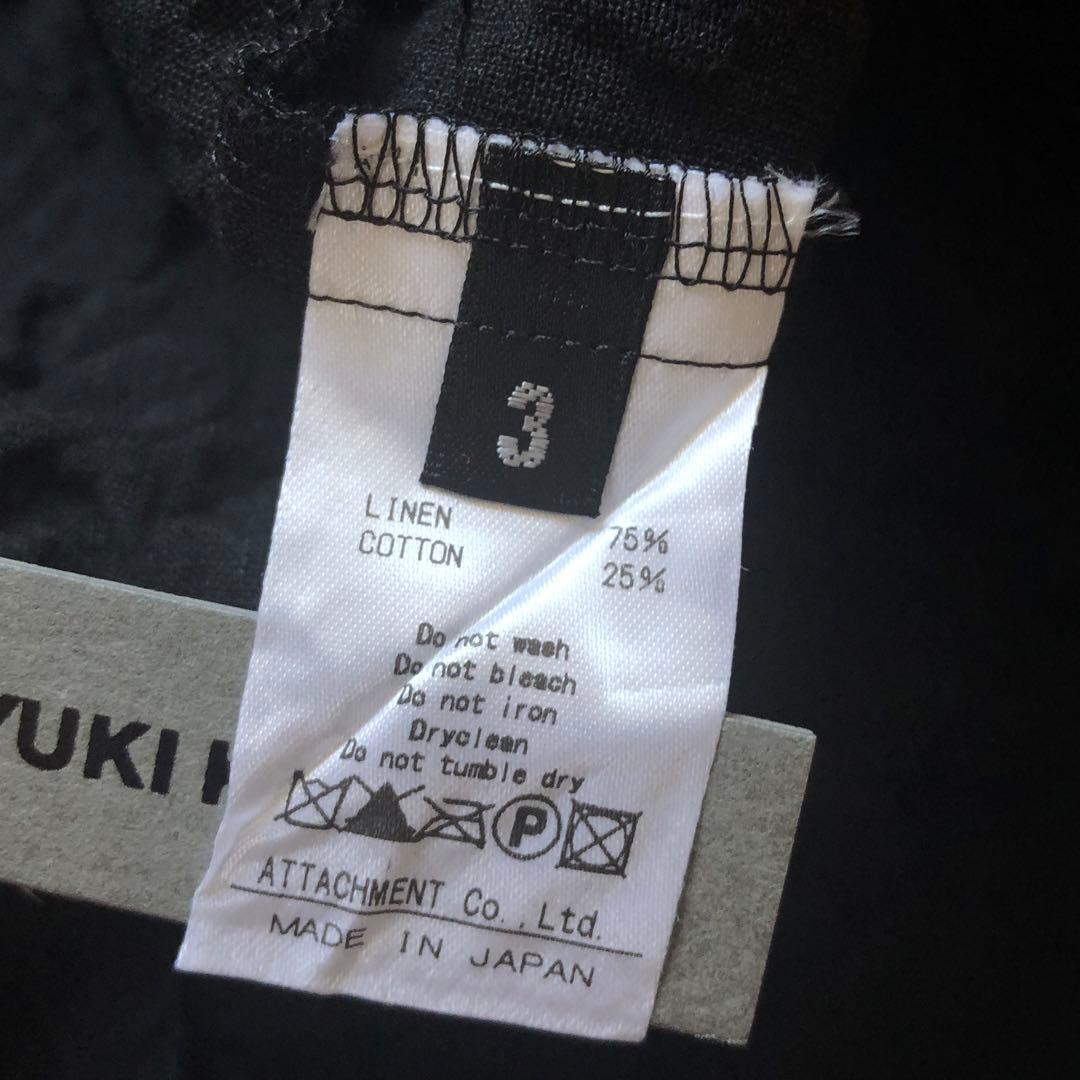 3
LINEN 75%
COTTON 25%
Do not wash
Do not bleach
Do not iron
Dryclean
Do not tumble dry
P
ATTACHMENT Co.,Ltd.
MADE IN JAPAN
YUKI